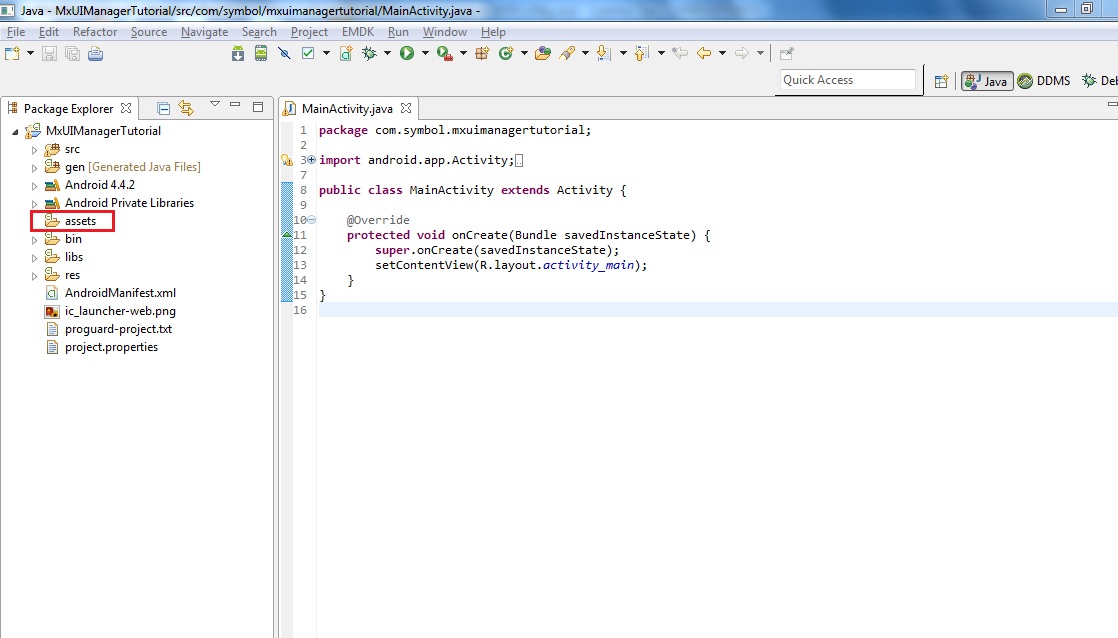 Java - MxUIManagerTutorial/src/com/symbol/mxuimanagertutorial/MainActivity.java -
File Edit Refactor Source Navigate Search Project EMDK Run Window Help
Quick Access
Java
DDMS
Deb
Package Explorer
MxUIManagerTutorial
src
gen [Generated Java Files]
Android 4.4.2
Android Private Libraries
assets
bin
libs
res
AndroidManifest.xml
ic_launcher-web.png
proguard-project.txt
project.properties
MainActivity.java
1 package com.symbol.mxuimanagertutorial;
2
3 import android.app.Activity;
7
8 public class MainActivity extends Activity {
9
10 @Override
11 protected void onCreate(Bundle savedInstanceState) {
12 super.onCreate(savedInstanceState);
13 setContentView(R.layout.activity_main);
14 }
15 }
16